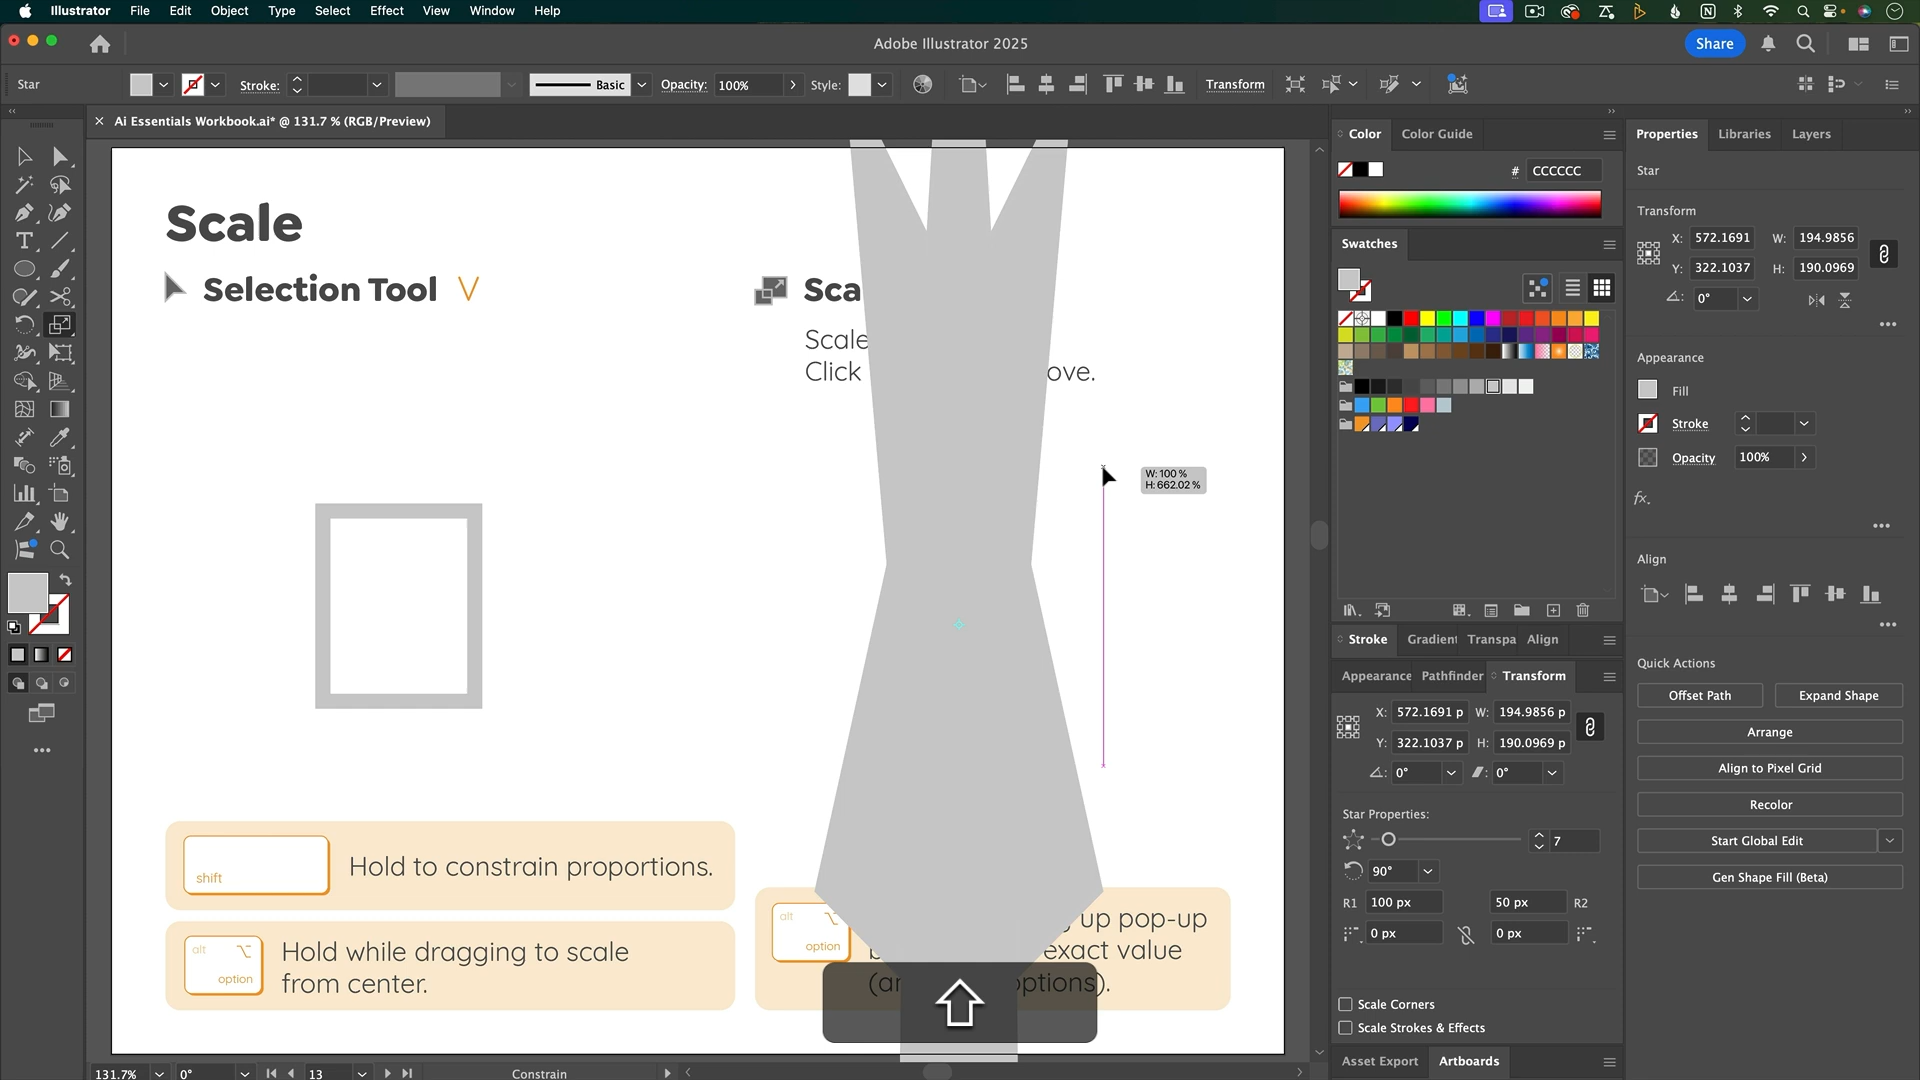 Illustrator File Edit Object Type Select Effect View Window Help
Adobe Illustrator 2025
Share
Star Stroke: Basic Opacity: 100% Style: Transform
× Ai Essentials Workbook.ai* @ 131.7 % (RGB/Preview)
Scale
Selection Tool V
Sca
Scale
Click ove.
W: 100 %
H: 662.02 %
shift
Hold to constrain proportions.
alt
option
Hold while dragging to scale
from center.
alt
option
up pop-up
exact value
options).
131.7% 0° 13 Constrain
Color Color Guide
# CCCCCC
Swatches
Stroke Gradient Transpa Align
Appearance Pathfinder Transform
X: 572.1691 p W: 194.9856 p
Y: 322.1037 p H: 190.0969 p
0° 0°
Star Properties:
7
90°
R1 100 px 50 px R2
0 px 0 px
Scale Corners
Scale Strokes & Effects
Asset Export Artboards
Properties Libraries Layers
Star
Transform
X: 572.1691 W: 194.9856
Y: 322.1037 H: 190.0969
0°
Appearance
Fill
Stroke
Opacity 100%
fx.
Align
Quick Actions
Offset Path Expand Shape
Arrange
Align to Pixel Grid
Recolor
Start Global Edit
Gen Shape Fill (Beta)